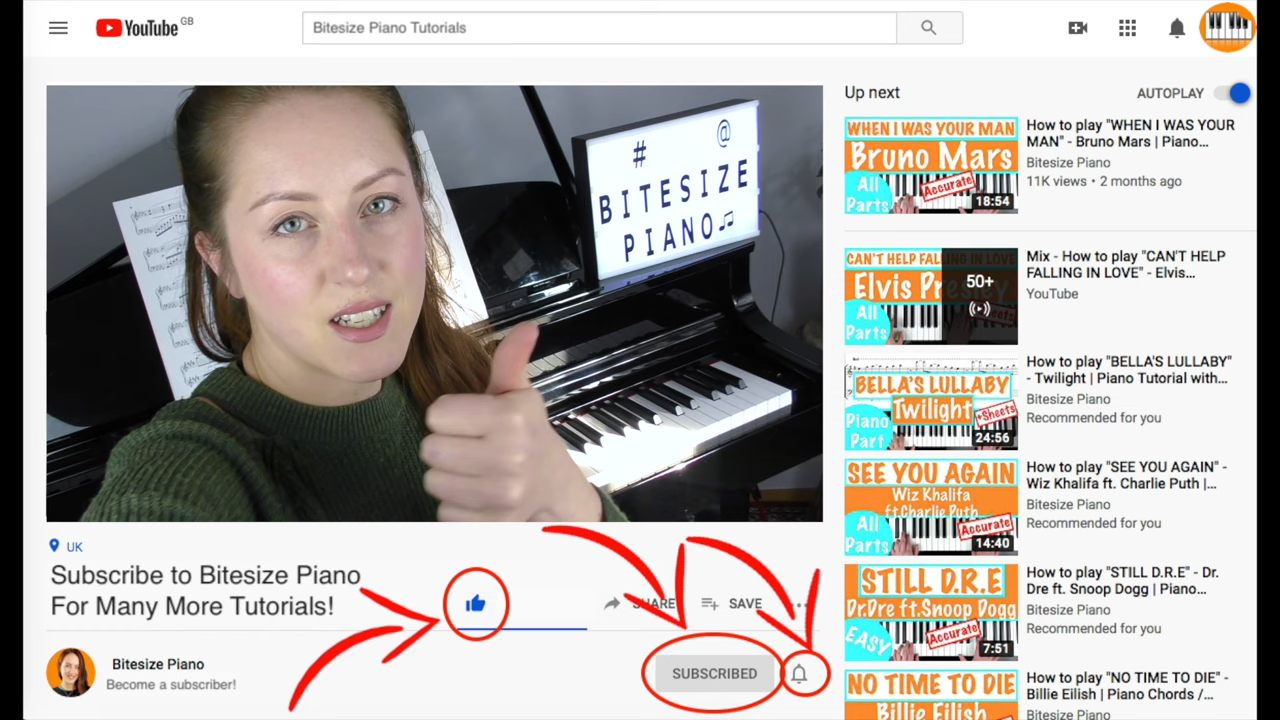 YouTube GB
Bitesize Piano Tutorials
# @
BITESIZE
PIANO♫
UK
Subscribe to Bitesize Piano
For Many More Tutorials!
SHARE
SAVE
Bitesize Piano
Become a subscriber!
SUBSCRIBED
Up next
AUTOPLAY
WHEN I WAS YOUR MAN
Bruno Mars
All
Parts
Accurate
18:54
How to play "WHEN I WAS YOUR
MAN" - Bruno Mars | Piano...
Bitesize Piano
11K views • 2 months ago
CAN'T HELP FALLING IN LOVE
Elvis Presley
All
Parts
50+
Mix - How to play "CAN'T HELP
FALLING IN LOVE" - Elvis...
YouTube
BELLA'S LULLABY
Twilight
+Sheets
Piano
Part
24:56
How to play "BELLA'S LULLABY"
- Twilight | Piano Tutorial with...
Bitesize Piano
Recommended for you
SEE YOU AGAIN
Wiz Khalifa
ft.Charlie Puth
All
Parts
Accurate
14:40
How to play "SEE YOU AGAIN" -
Wiz Khalifa ft. Charlie Puth |...
Bitesize Piano
Recommended for you
STILL D.R.E
Dr.Dre ft.Snoop Dogg
EASY
Accurate
7:51
How to play "STILL D.R.E" - Dr.
Dre ft. Snoop Dogg | Piano...
Bitesize Piano
Recommended for you
NO TIME TO DIE
Billie Eilish
How to play "NO TIME TO DIE" -
Billie Eilish | Piano Chords /...
Bitesize Piano